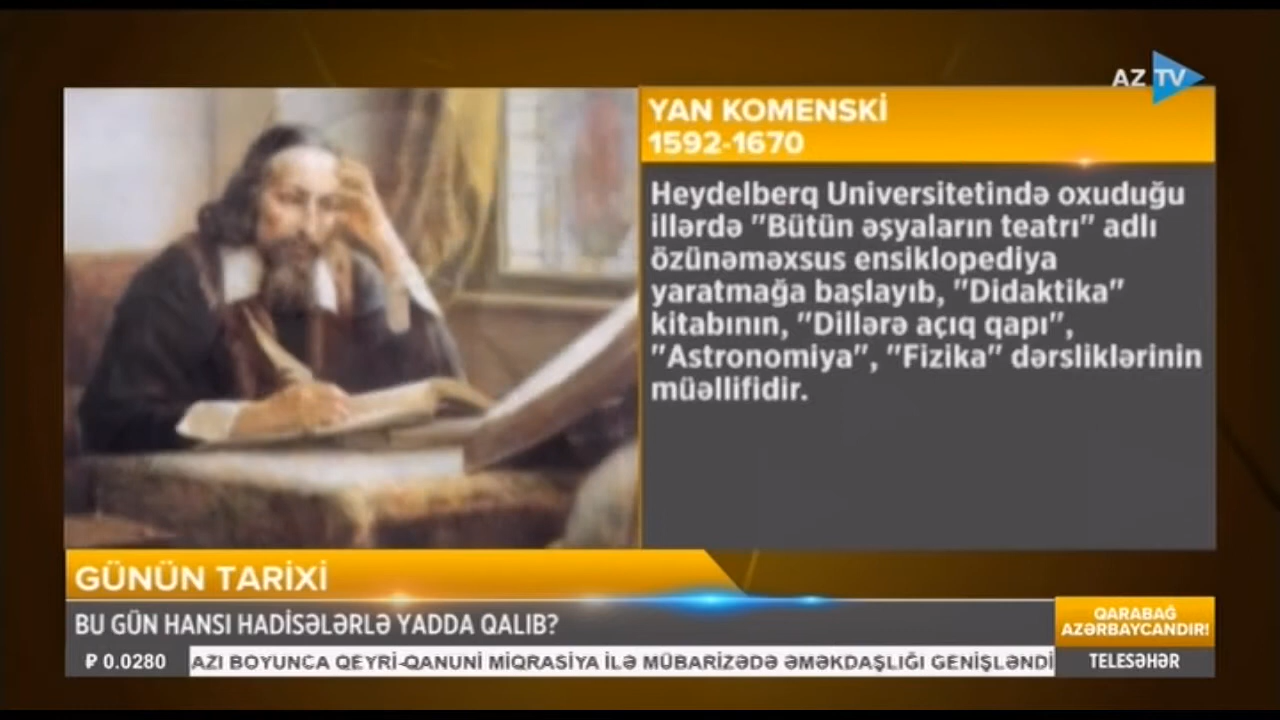 AZ TV
YAN KOMENSKİ
1592-1670
Heydelberq Universitetində oxuduğu
illərdə "Bütün əşyaların teatrı" adlı
özünəməxsus ensiklopediya
yaratmağa başlayıb, "Didaktika"
kitabının, "Dillərə açıq qapı",
"Astronomiya", "Fizika" dərsliklərinin
müəllifidir.
GÜNÜN TARİXİ
BU GÜN HANSI HADİSƏLƏRLƏ YADDA QALIB?
QARABAĞ
AZƏRBAYCANDIR!
₽ 0.0280
AZI BOYUNCA QEYRİ-QANUNİ MİQRASİYA İLƏ MÜBARİZƏDƏ ƏMƏKDAŞLIĞI GENİŞLƏNDİ
TELESƏHƏR